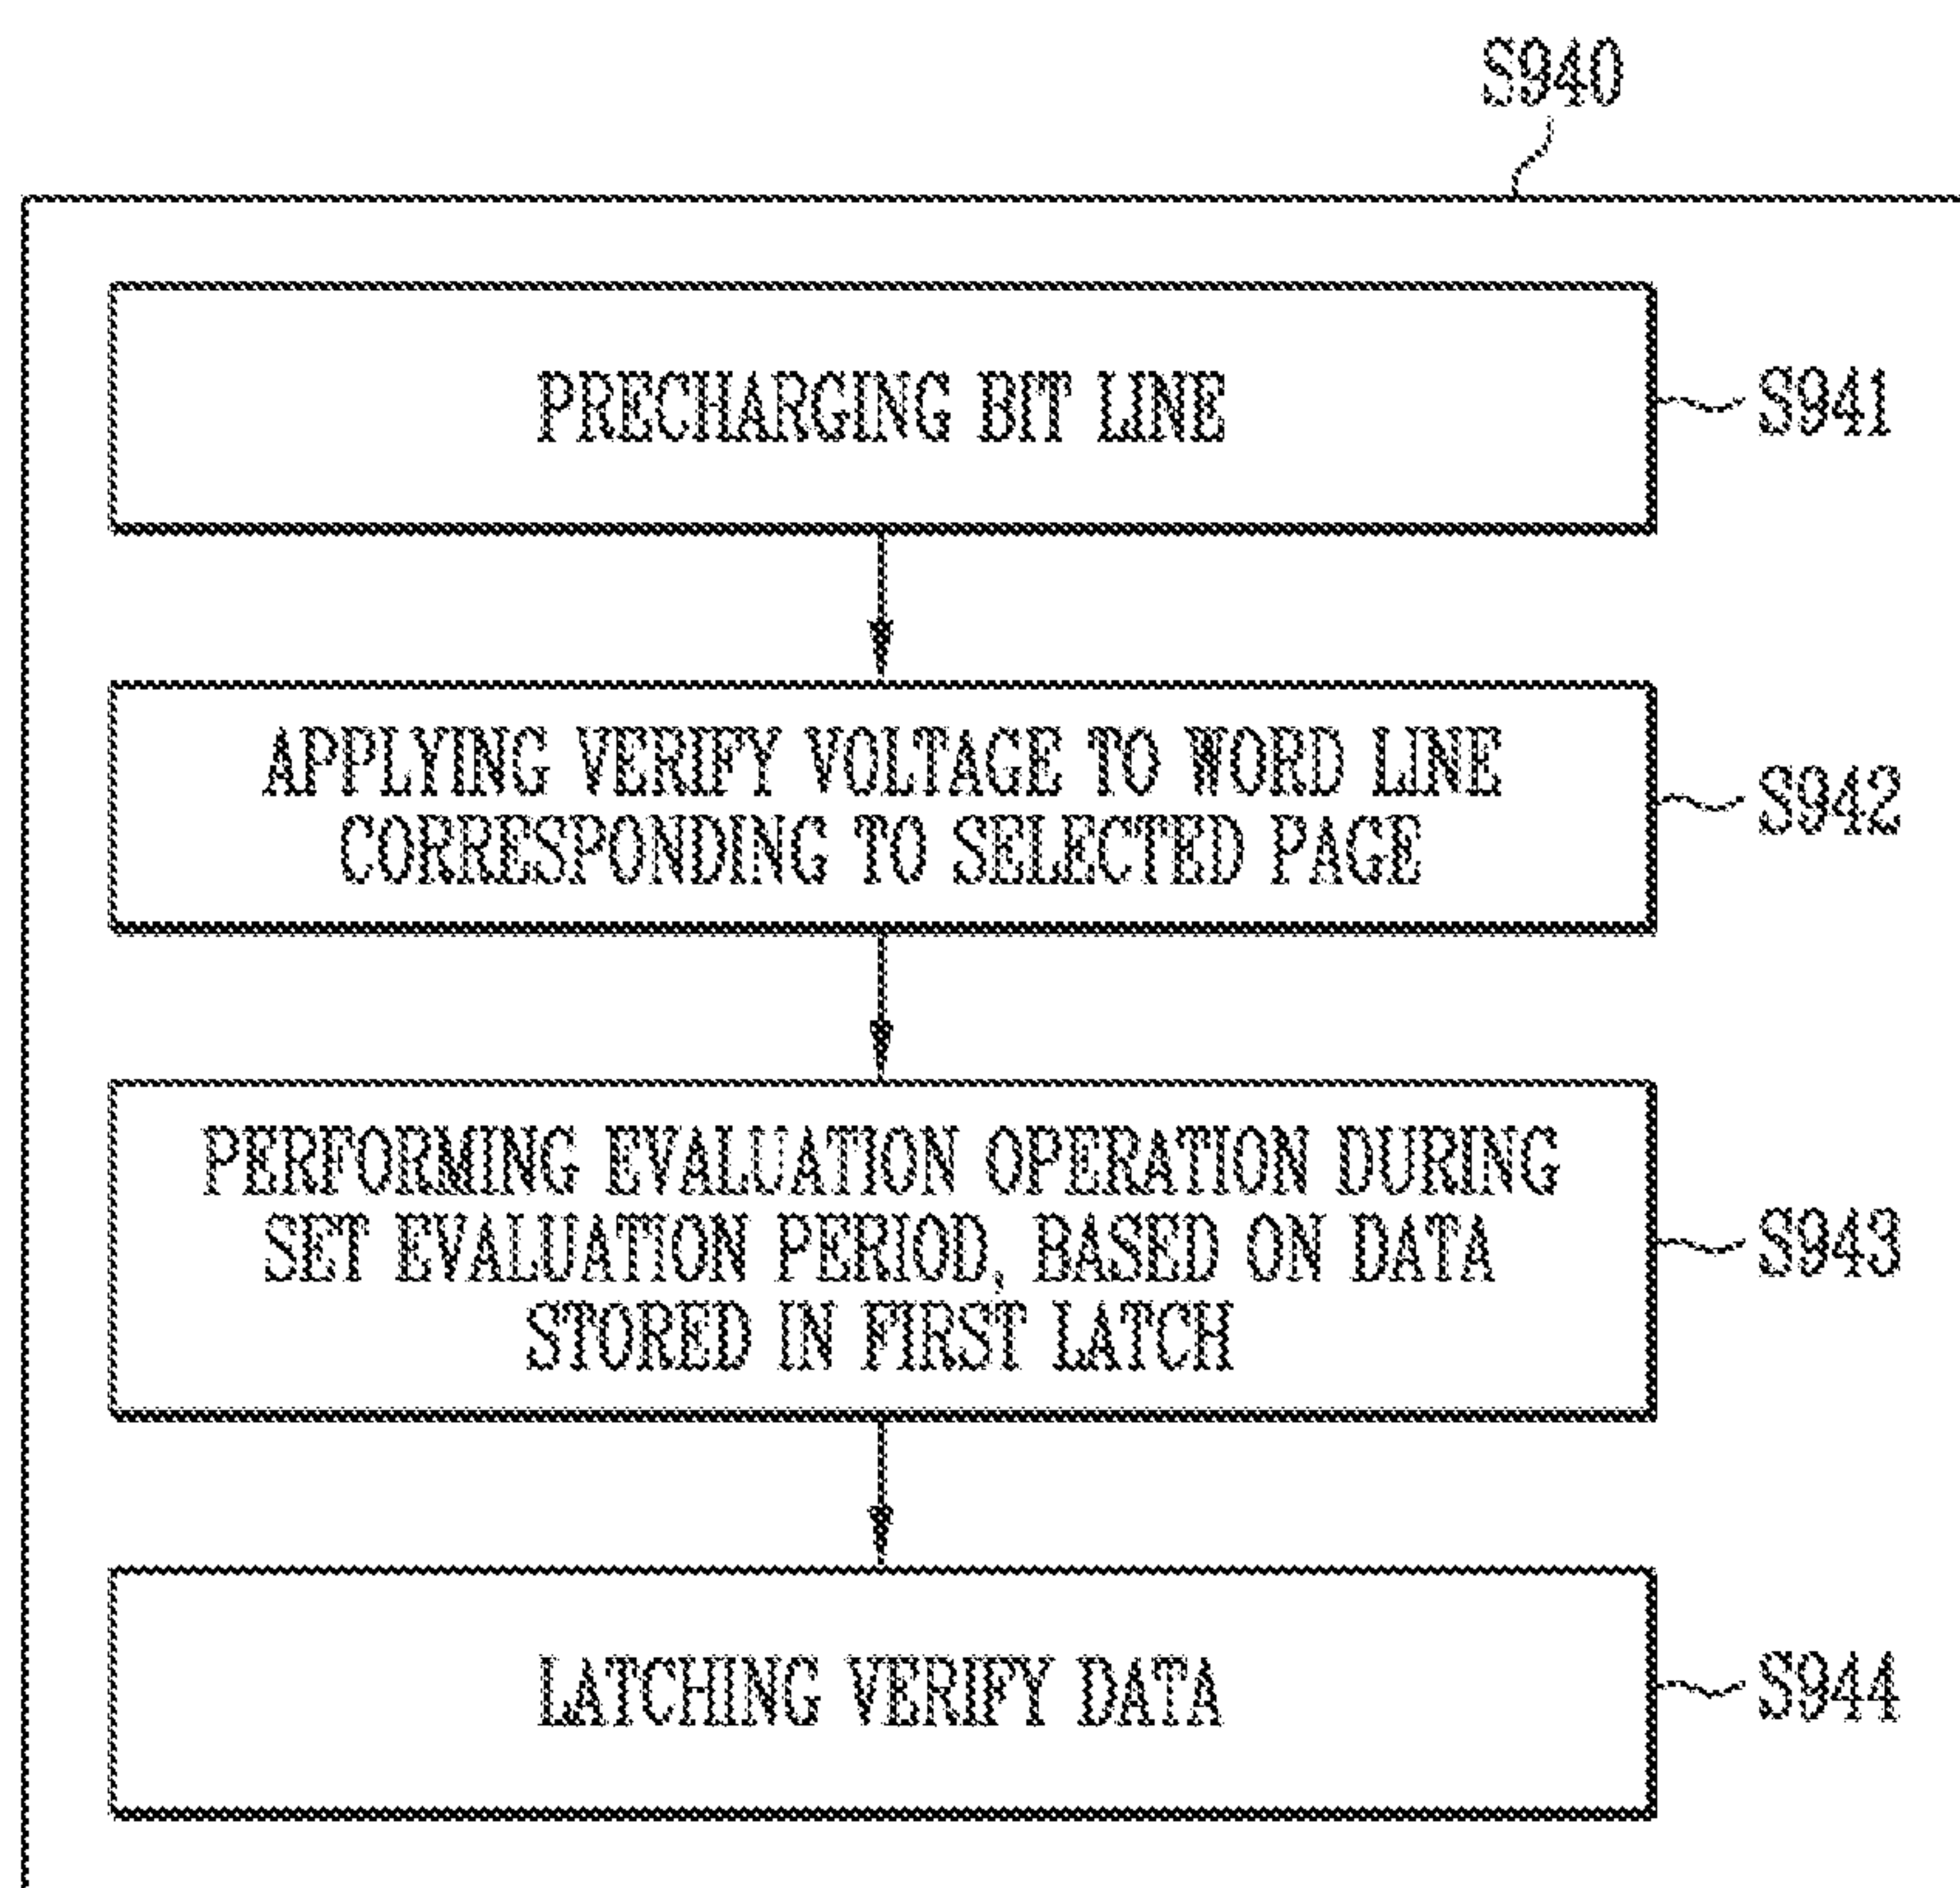 S940
PRECHARGING BIT LINE
S941
APPLYING VERIFY VOLTAGE TO WORD LINE
CORRESPONDING TO SELECTED PAGE
S942
PERFORMING EVALUATION OPERATION DURING
SET EVALUATION PERIOD, BASED ON DATA
STORED IN FIRST LATCH
S943
LATCHING VERIFY DATA
S944